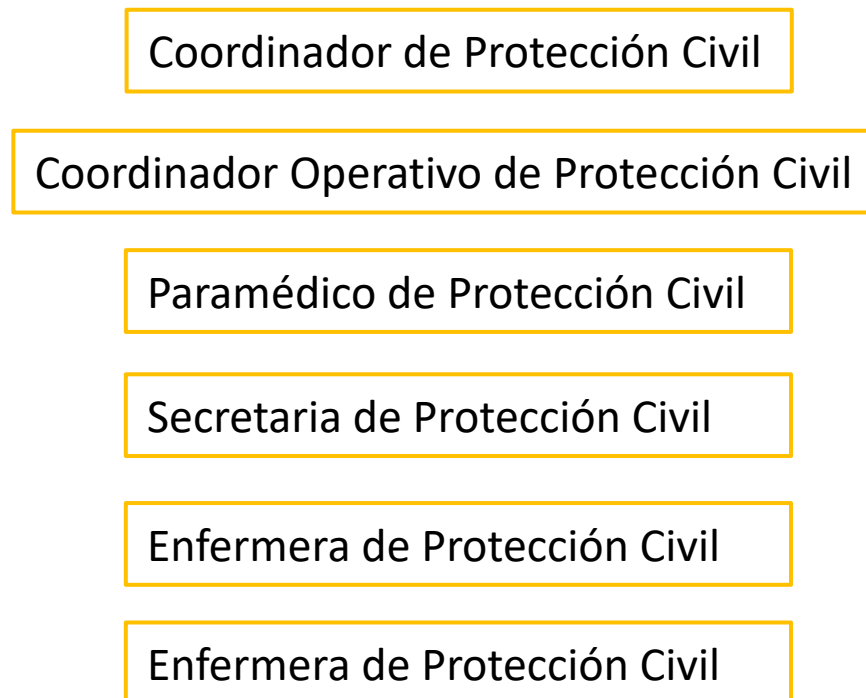 Coordinador de Protección Civil
Coordinador Operativo de Protección Civil
Paramédico de Protección Civil
Secretaria de Protección Civil
Enfermera de Protección Civil
Enfermera de Protección Civil